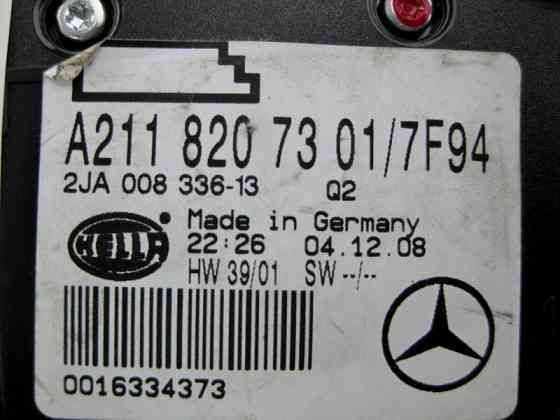 A211 820 73 01/7F94
2JA 008 336-13 Q2
HELLA
Made in Germany
22:26 04.12.08
HW 39/01 SW --/--
0016334373